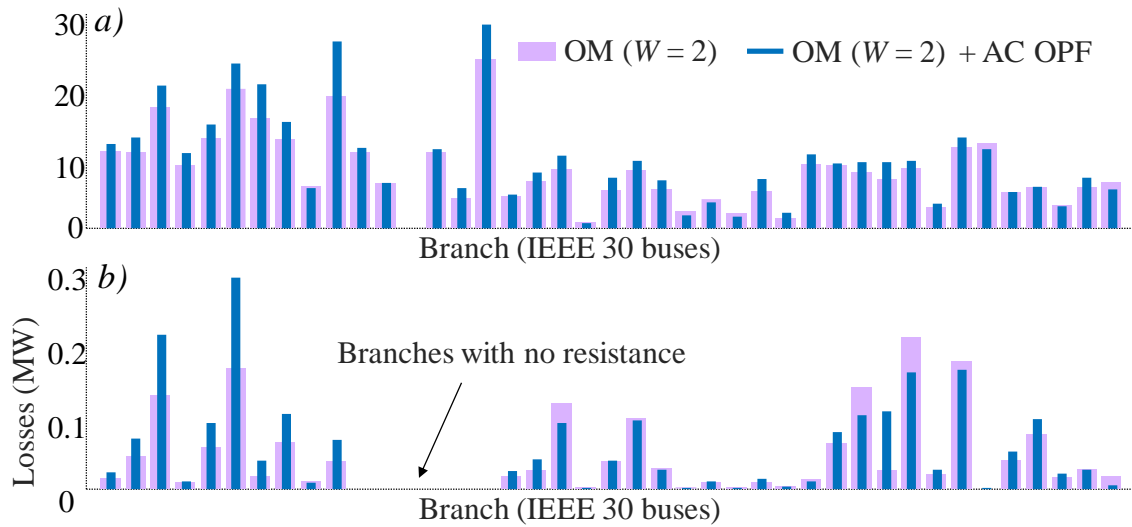 30
a)
OM (W = 2)
OM (W = 2) + AC OPF
20
10
0
Branch (IEEE 30 buses)
0.3
b)
Losses (MW)
0.2
Branches with no resistance
0.1
0
Branch (IEEE 30 buses)